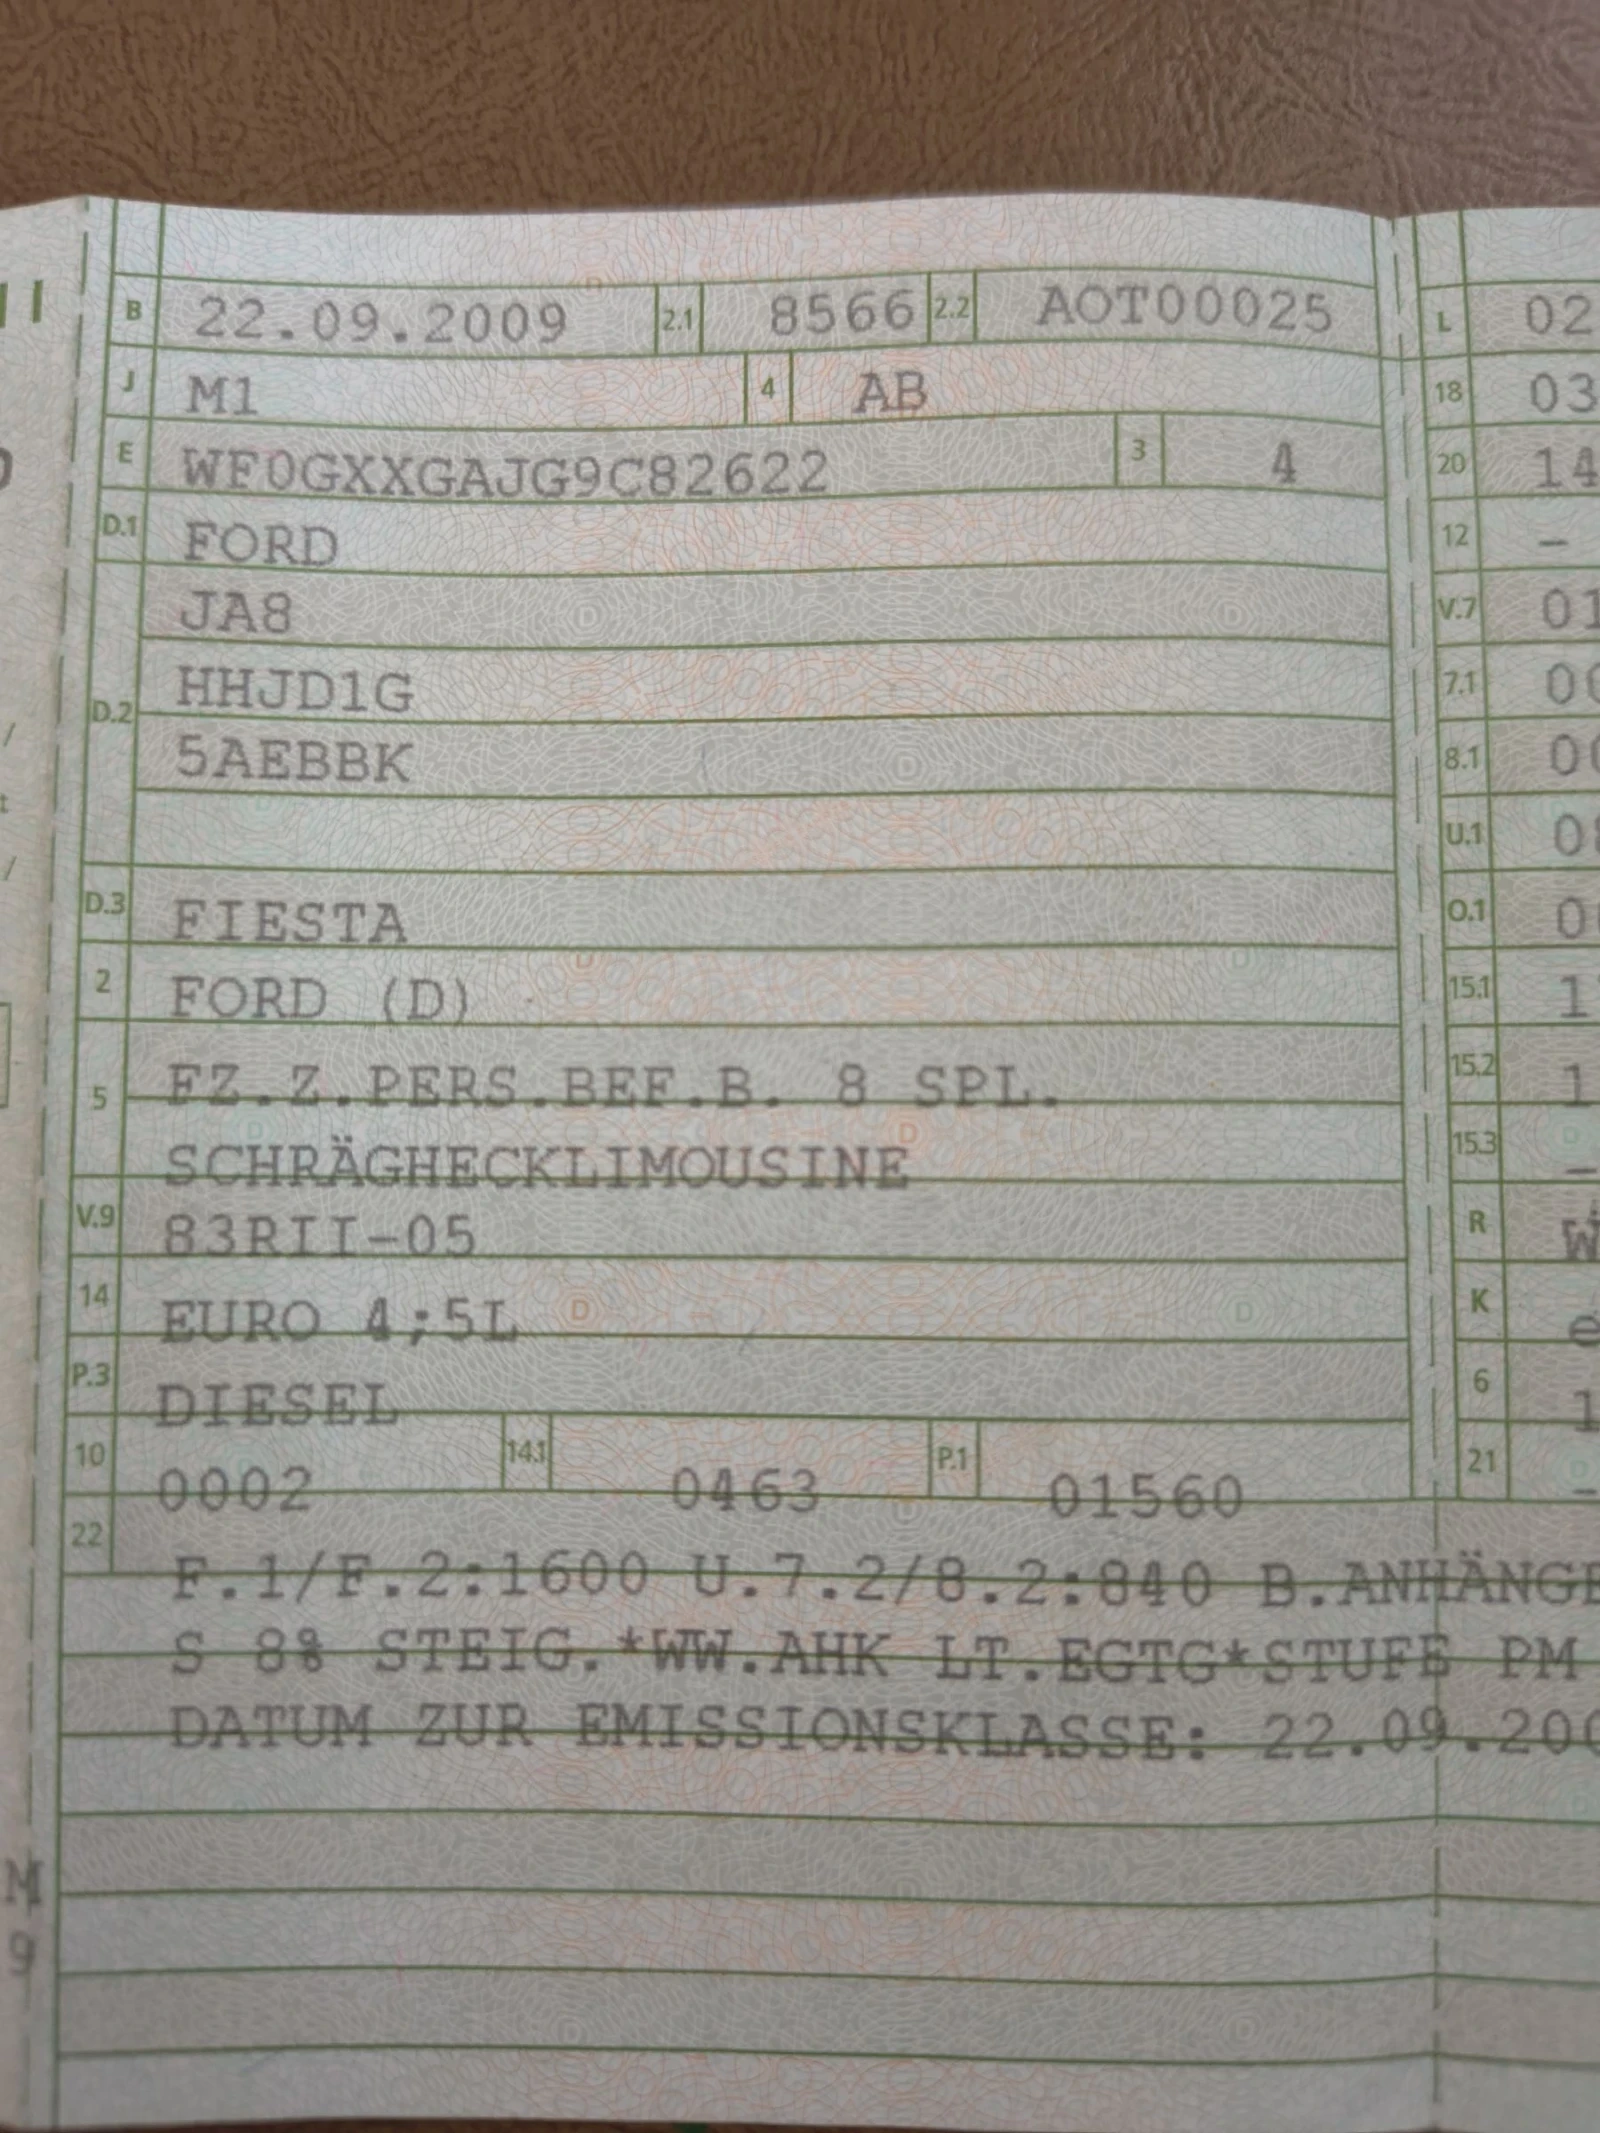 B 22.09.2009 2.1 8566 2.2 AOT00025 L 02
J M1 4 AB 18 03
E WF0GXXGAJG9C82622 3 4 20 14
D.1 FORD 12 -
JA8 V.7 01
D.2 HHJD1G 7.1
5AEBBK 8.1
U.1
D.3 FIESTA O.1
2 FORD (D) 15.1 1
5 FZ.Z.PERS.BEF.B. 8 SPL. 15.2 1
SCHRÄGHECKLIMOUSINE 15.3 -
V.9 83RII-05 R W
14 EURO 4;5L K e
P.3 DIESEL 6 1
10 0002 14.1 0463 P.1 01560 21 -
22
F.1/F.2:1600 U.7.2/8.2:840 B.ANHÄNGE
S 8% STEIG.*WW.AHK LT.EGTG*STUFE PM
DATUM ZUR EMISSIONSKLASSE: 22.09.200
M
9